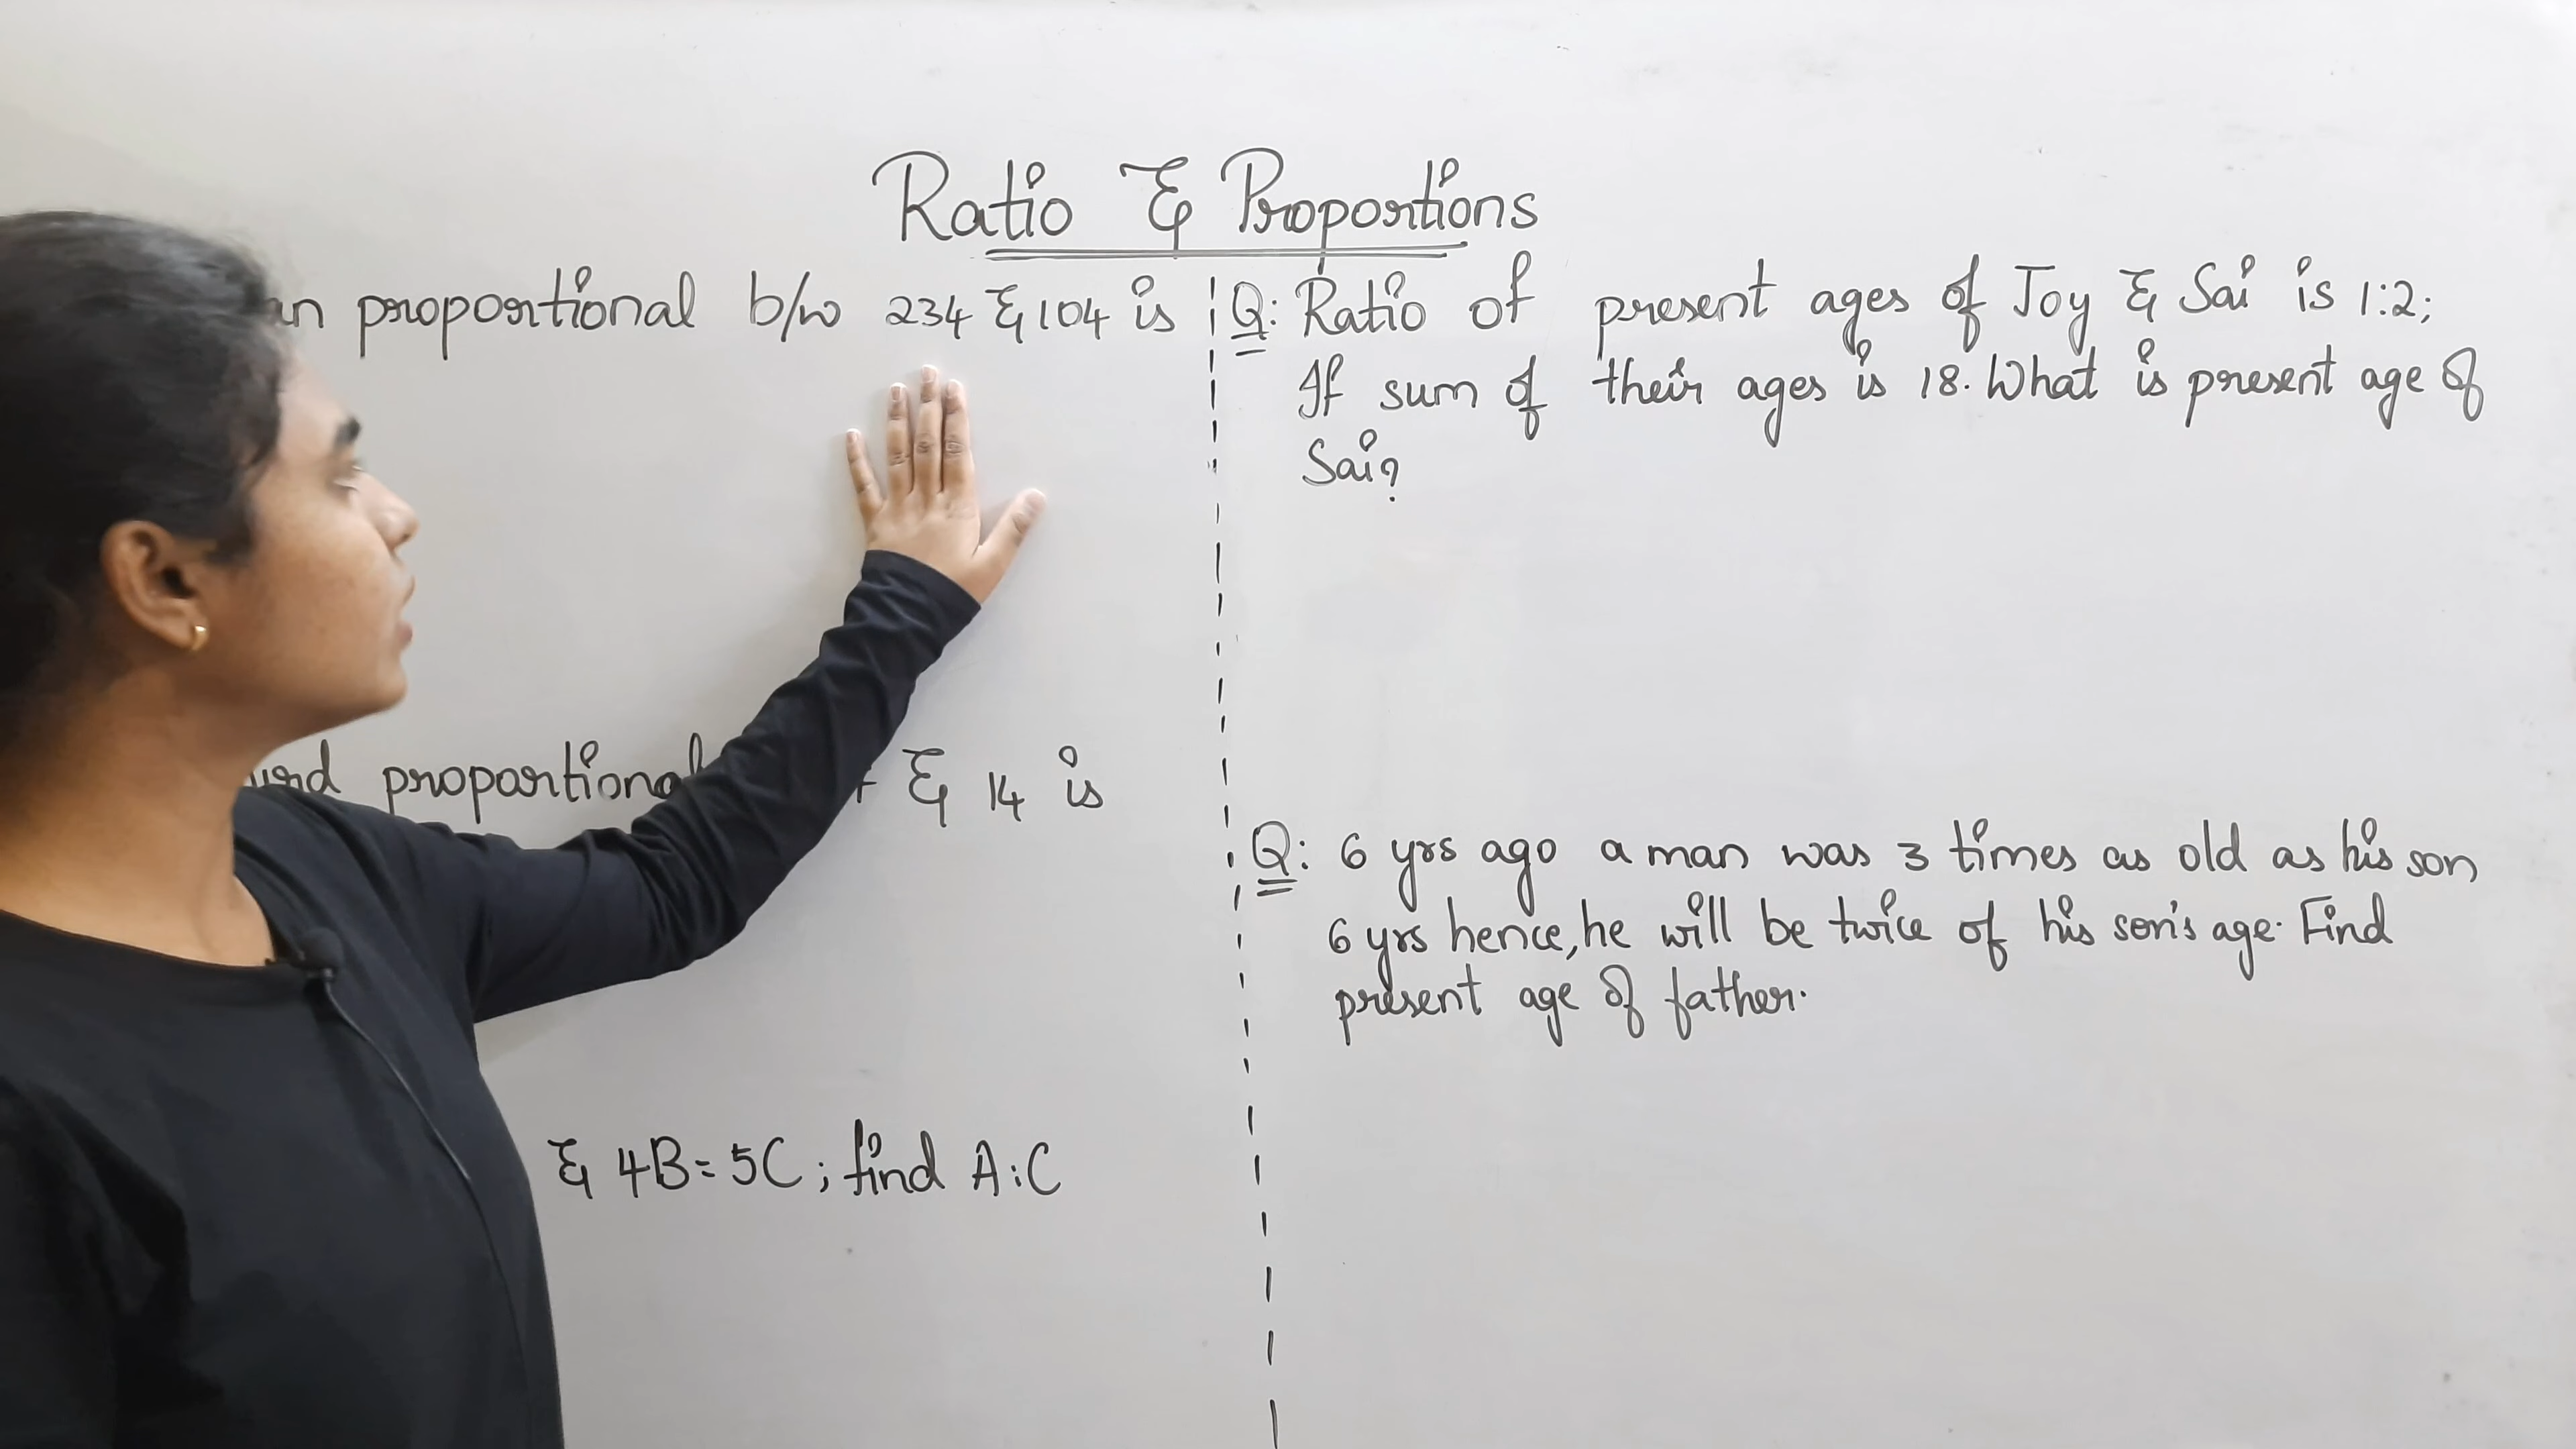 Ratio & Proportions
proportional b/w 234 & 104 is
proportional & 14 is
& 4B = 5C ; find A:C
Q: Ratio of present ages of Joy & Sai is 1:2;
If sum of their ages is 18. What is present age of
Sai?
Q: 6 yrs ago a man was 3 times as old as his son
6 yrs hence, he will be twice of his son's age. Find
present age of father.